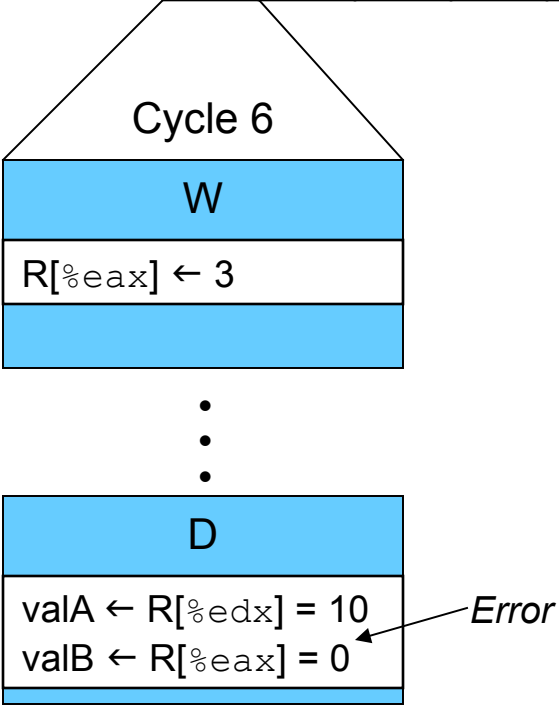 Cycle 6
W
R[%eax] ← 3
•
•
•
D
valA ← R[%edx] = 10
valB ← R[%eax] = 0
Error